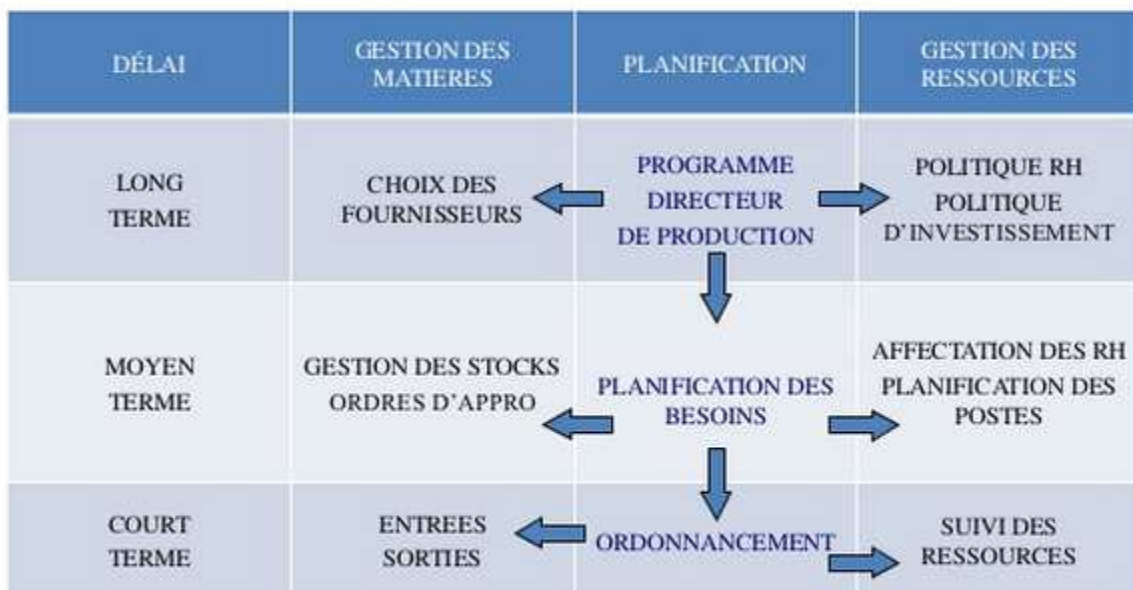 DÉLAI
GESTION DES
MATIERES
PLANIFICATION
GESTION DES
RESSOURCES
LONG
TERME
CHOIX DES
FOURNISSEURS
PROGRAMME
DIRECTEUR
DE PRODUCTION
POLITIQUE RH
POLITIQUE
D'INVESTISSEMENT
MOYEN
TERME
GESTION DES STOCKS
ORDRES D'APPRO
PLANIFICATION DES
BESOINS
AFFECTATION DES RH
PLANIFICATION DES
POSTES
COURT
TERME
ENTREES
SORTIES
ORDONNANCEMENT
SUIVI DES
RESSOURCES